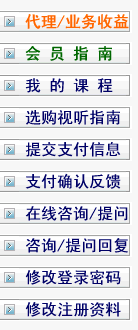 代理/业务收益
会 员 指 南
我 的 课 程
选购视听指南
提交支付信息
支付确认反馈
在线咨询/提问
咨询/提问回复
修改登录密码
修改注册资料